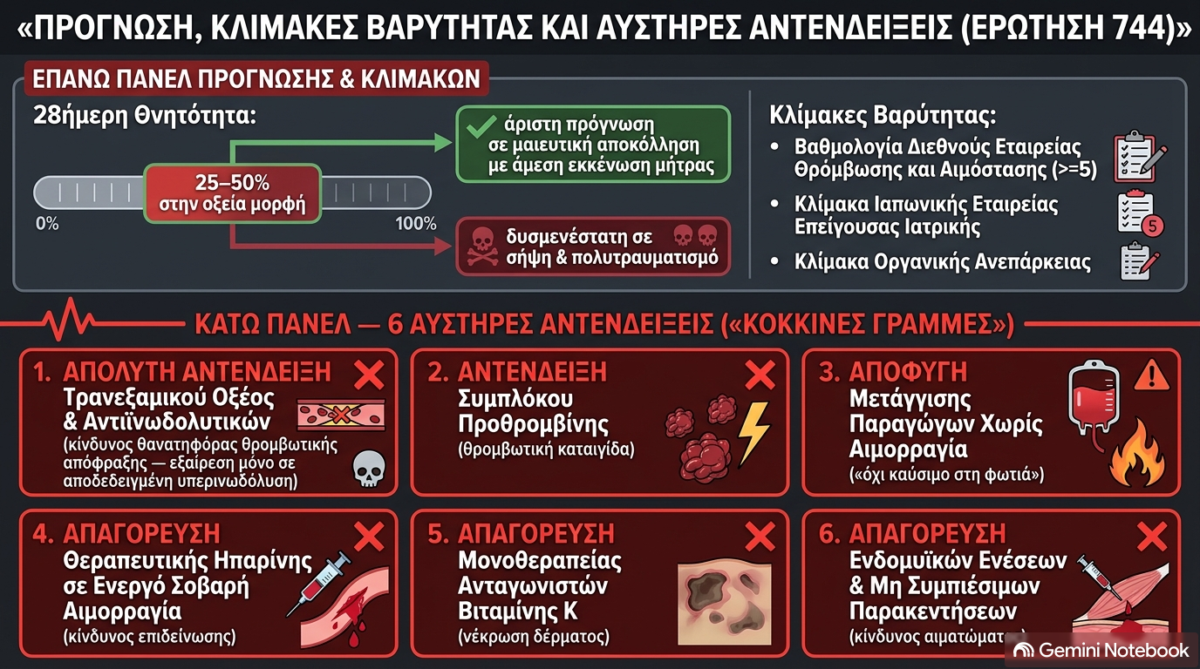 «ΠΡΟΓΝΩΣΗ, ΚΛΙΜΑΚΕΣ ΒΑΡΥΤΗΤΑΣ ΚΑΙ ΑΥΣΤΗΡΕΣ ΑΝΤΕΝΔΕΙΞΕΙΣ (ΕΡΩΤΗΣΗ 744)»
ΕΠΑΝΩ ΠΑΝΕΛ ΠΡΟΓΝΩΣΗΣ & ΚΛΙΜΑΚΩΝ
28ήμερη Θνητότητα:
25–50%
στην οξεία μορφή
0%
100%
άριστη πρόγνωση
σε μαιευτική αποκόλληση
με άμεση εκκένωση μήτρας
δυσμενέστατη σε
σήψη & πολυτραυματισμό
Κλίμακες Βαρύτητας:
• Βαθμολογία Διεθνούς Εταιρείας
Θρόμβωσης και Αιμόστασης (>=5)
• Κλίμακα Ιαπωνικής Εταιρείας
Επείγουσας Ιατρικής
5
• Κλίμακα Οργανικής Ανεπάρκειας
ΚΑΤΩ ΠΑΝΕΛ — 6 ΑΥΣΤΗΡΕΣ ΑΝΤΕΝΔΕΙΞΕΙΣ («ΚΟΚΚΙΝΕΣ ΓΡΑΜΜΕΣ»)
1. ΑΠΟΛΥΤΗ ΑΝΤΕΝΔΕΙΞΗ
Τρανεξαμικού Οξέος
& Αντιϊνωδολυτικών
(κίνδυνος θανατηφόρας θρομβωτικής
απόφραξης — εξαίρεση μόνο σε
αποδεδειγμένη υπερινωδόλυση)
2. ΑΝΤΕΝΔΕΙΞΗ
Συμπλόκου
Προθρομβίνης
(θρομβωτική καταιγίδα)
3. ΑΠΟΦΥΓΗ
Μετάγγισης
Παραγώγων Χωρίς
Αιμορραγία
(«όχι καύσιμο στη φωτιά»)
4. ΑΠΑΓΟΡΕΥΣΗ
Θεραπευτικής Ηπαρίνης
σε Ενεργό Σοβαρή
Αιμορραγία
(κίνδυνος επιδείνωσης)
5. ΑΠΑΓΟΡΕΥΣΗ
Μονοθεραπείας
Ανταγωνιστών
Βιταμίνης Κ
(νέκρωση δέρματος)
6. ΑΠΑΓΟΡΕΥΣΗ
Ενδομυϊκών Ενέσεων
& Μη Συμπιέσιμων
Παρακεντήσεων
(κίνδυνος
Gemini Notebook